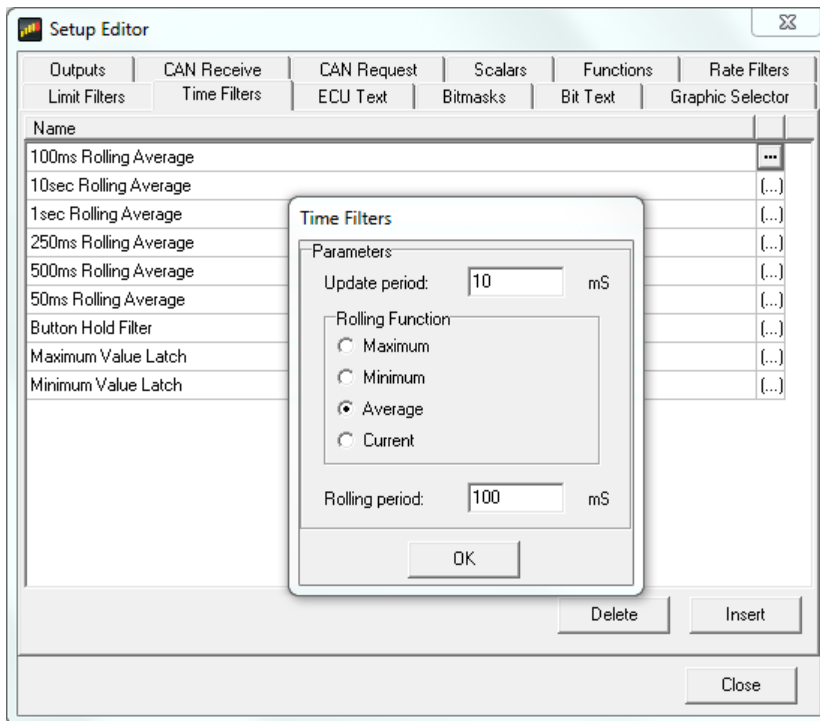 Setup Editor
Outputs CAN Receive CAN Request Scalars Functions Rate Filters
Limit Filters Time Filters ECU Text Bitmasks Bit Text Graphic Selector
Name
100ms Rolling Average ...
10sec Rolling Average (...)
1sec Rolling Average (...)
250ms Rolling Average (...)
500ms Rolling Average (...)
50ms Rolling Average (...)
Button Hold Filter (...)
Maximum Value Latch (...)
Minimum Value Latch (...)
Time Filters
Parameters
Update period: 10 mS
Rolling Function
Maximum
Minimum
Average
Current
Rolling period: 100 mS
OK
Delete Insert
Close